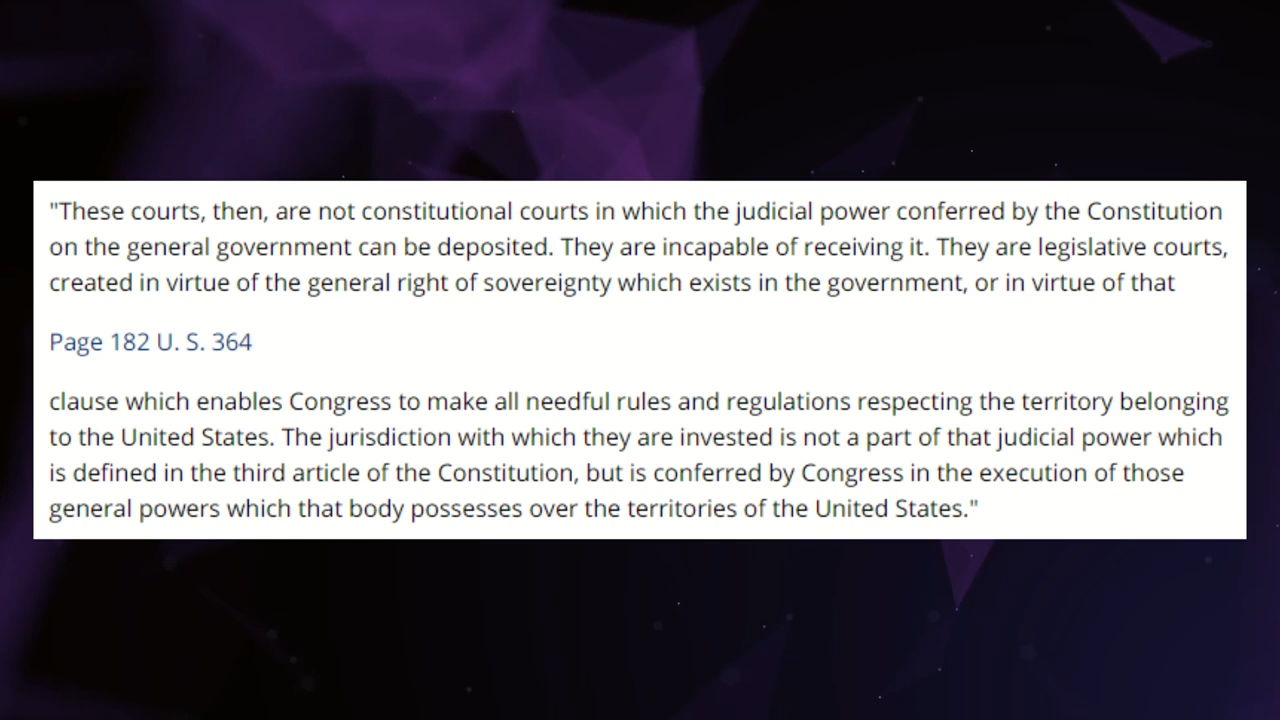 "These courts, then, are not constitutional courts in which the judicial power conferred by the Constitution
on the general government can be deposited. They are incapable of receiving it. They are legislative courts,
created in virtue of the general right of sovereignty which exists in the government, or in virtue of that
Page 182 U. S. 364
clause which enables Congress to make all needful rules and regulations respecting the territory belonging
to the United States. The jurisdiction with which they are invested is not a part of that judicial power which
is defined in the third article of the Constitution, but is conferred by Congress in the execution of those
general powers which that body possesses over the territories of the United States."